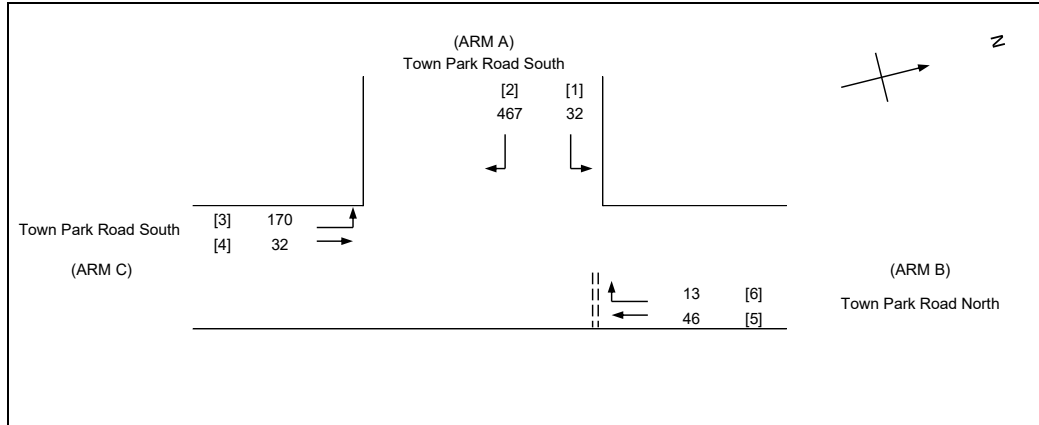 (ARM A)
Town Park Road South
[2] [1]
467 32
N
[3] 170
Town Park Road South
[4] 32
(ARM C)
(ARM B)
13 [6]
Town Park Road North
46 [5]